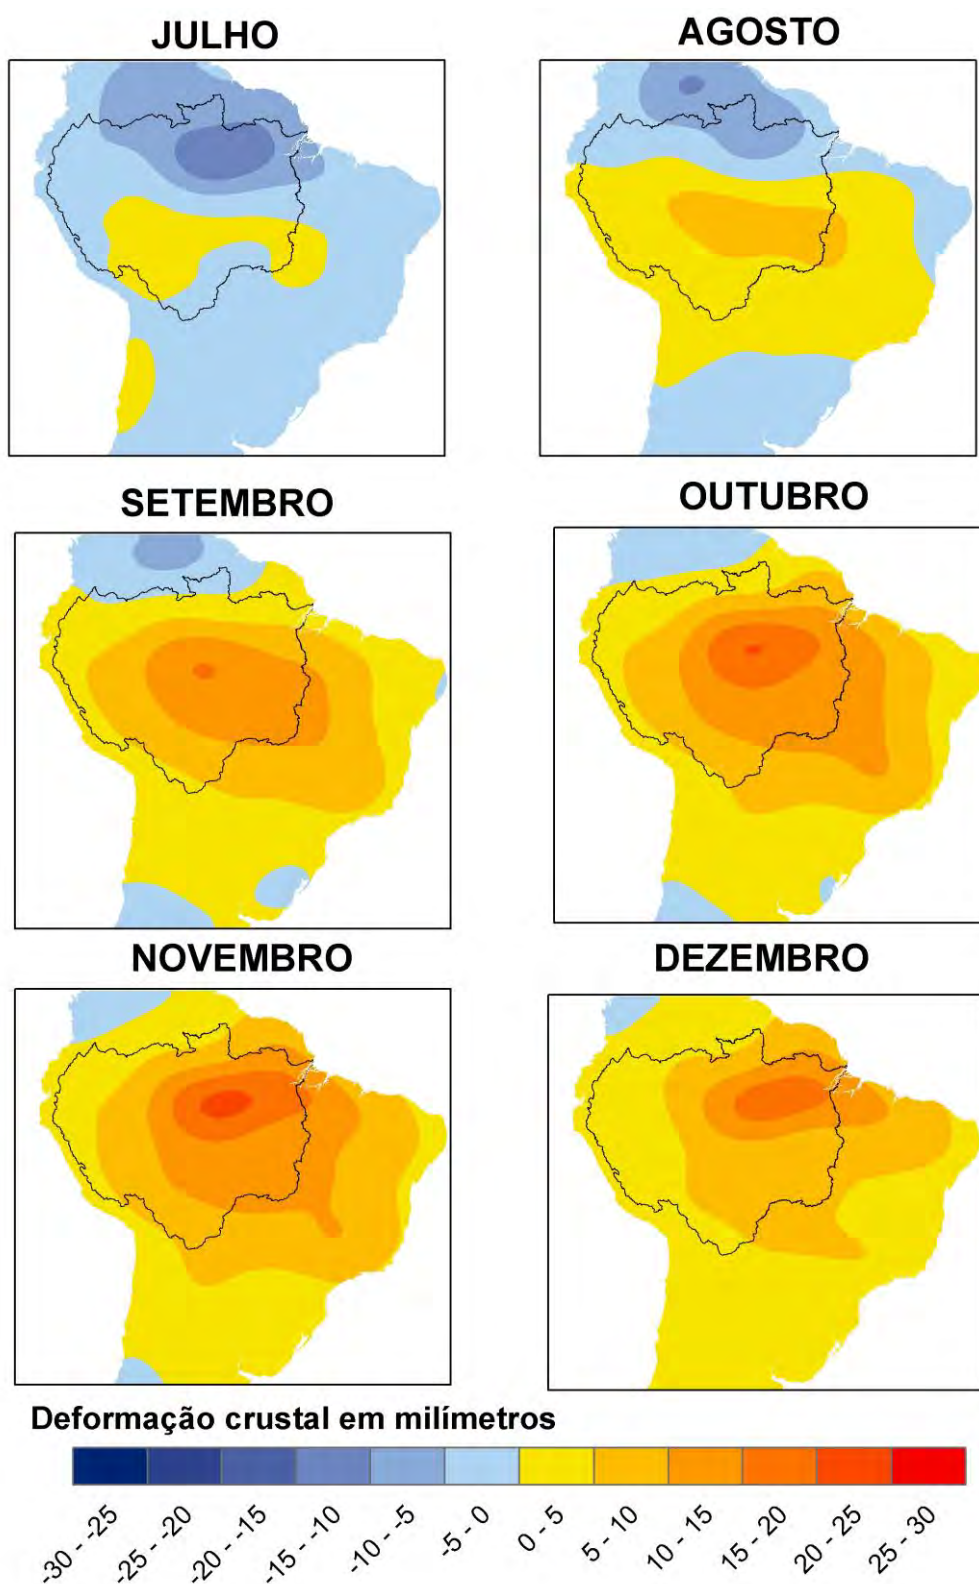 JULHO
AGOSTO
SETEMBRO
OUTUBRO
NOVEMBRO
DEZEMBRO
Deformação crustal em milímetros
-30 - -25
-25 - -20
-20 - -15
-15 - -10
-10 - -5
-5 - 0
0 - 5
5 - 10
10 - 15
15 - 20
20 - 25
25 - 30